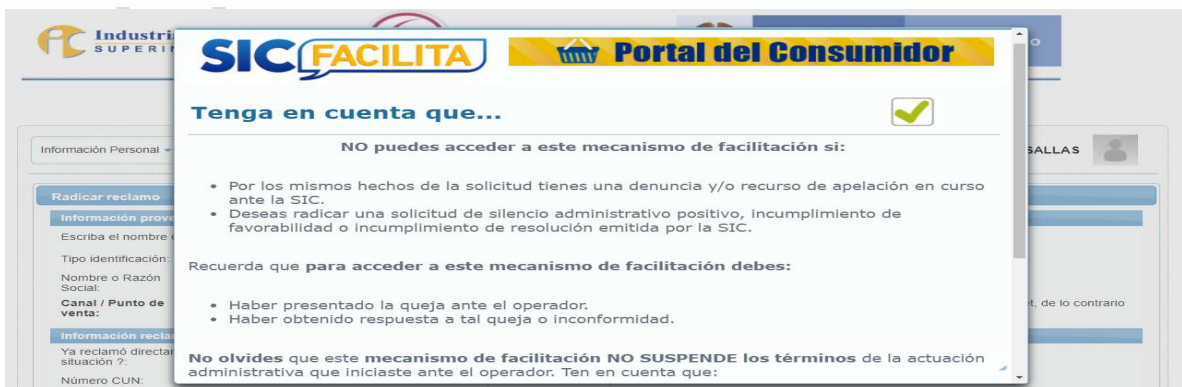 Industri
SUPERI
SIC FACILITA
Portal del Consumidor
Tenga en cuenta que...
Información Personal
SALLAS
NO puedes acceder a este mecanismo de facilitación si:
Radicar reclamo
• Por los mismos hechos de la solicitud tienes una denuncia y/o recurso de apelación en curso
ante la SIC.
Información prove
• Deseas radicar una solicitud de silencio administrativo positivo, incumplimiento de
favorabilidad o incumplimiento de resolución emitida por la SIC.
Escriba el nombre
Tipo identificación:
Recuerda que para acceder a este mecanismo de facilitación debes:
Nombre o Razón
Social:
Canal / Punto de
venta:
• Haber presentado la queja ante el operador.
• Haber obtenido respuesta a tal queja o inconformidad.
et, de lo contrario
Información recla
Ya reclamó directa
situación ?:
No olvides que este mecanismo de facilitación NO SUSPENDE los términos de la actuación
administrativa que iniciaste ante el operador. Ten en cuenta que:
Número CUN: